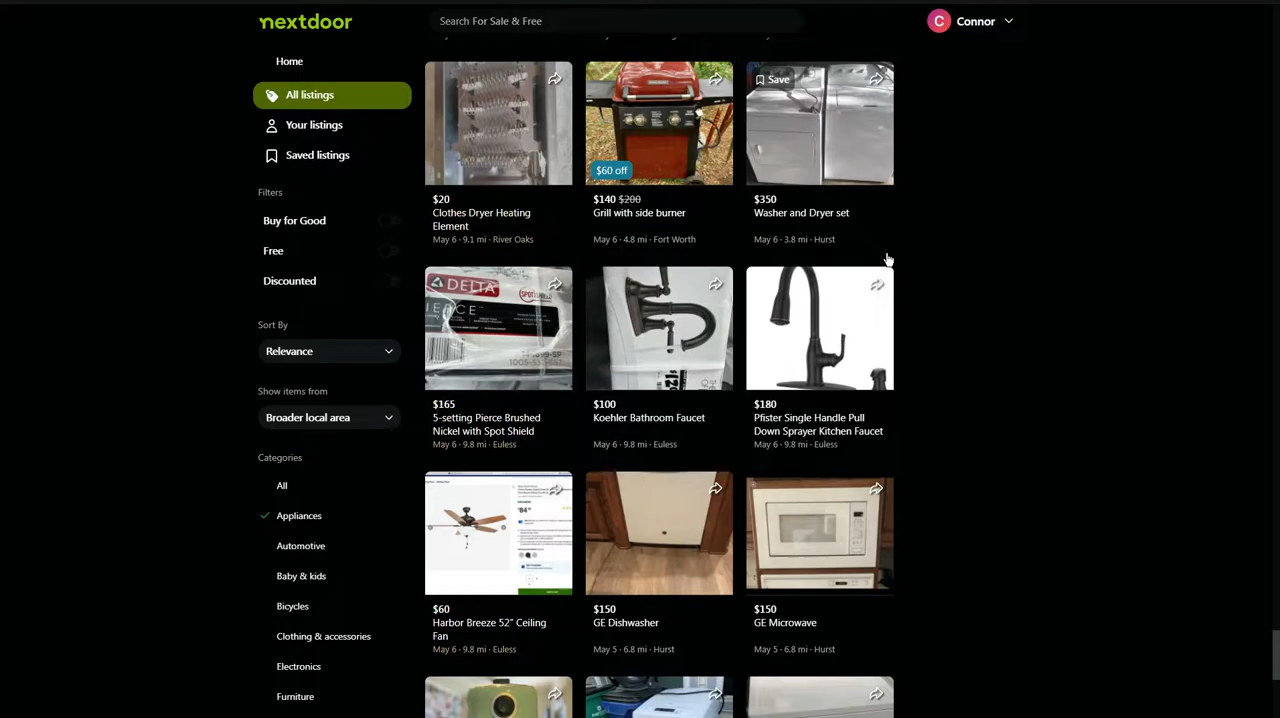 nextdoor
Search For Sale & Free
C
Connor
Home
All listings
Your listings
Saved listings
Filters
Buy for Good
Free
Discounted
Sort By
Relevance
Show items from
Broader local area
Categories
All
Appliances
Automotive
Baby & kids
Bicycles
Clothing & accessories
Electronics
Furniture
$20
Clothes Dryer Heating
Element
May 6 · 9.1 mi · River Oaks
$60 off
$140 $200
Grill with side burner
May 6 · 4.8 mi · Fort Worth
Save
$350
Washer and Dryer set
May 6 · 3.8 mi · Hurst
DELTA
$165
5-setting Pierce Brushed
Nickel with Spot Shield
May 6 · 9.8 mi · Euless
$100
Koehler Bathroom Faucet
May 6 · 9.8 mi · Euless
$180
Pfister Single Handle Pull
Down Sprayer Kitchen Faucet
May 6 · 9.8 mi · Euless
$60
Harbor Breeze 52" Ceiling
Fan
May 6 · 9.8 mi · Euless
$150
GE Dishwasher
May 5 · 6.8 mi · Hurst
$150
GE Microwave
May 5 · 6.8 mi · Hurst